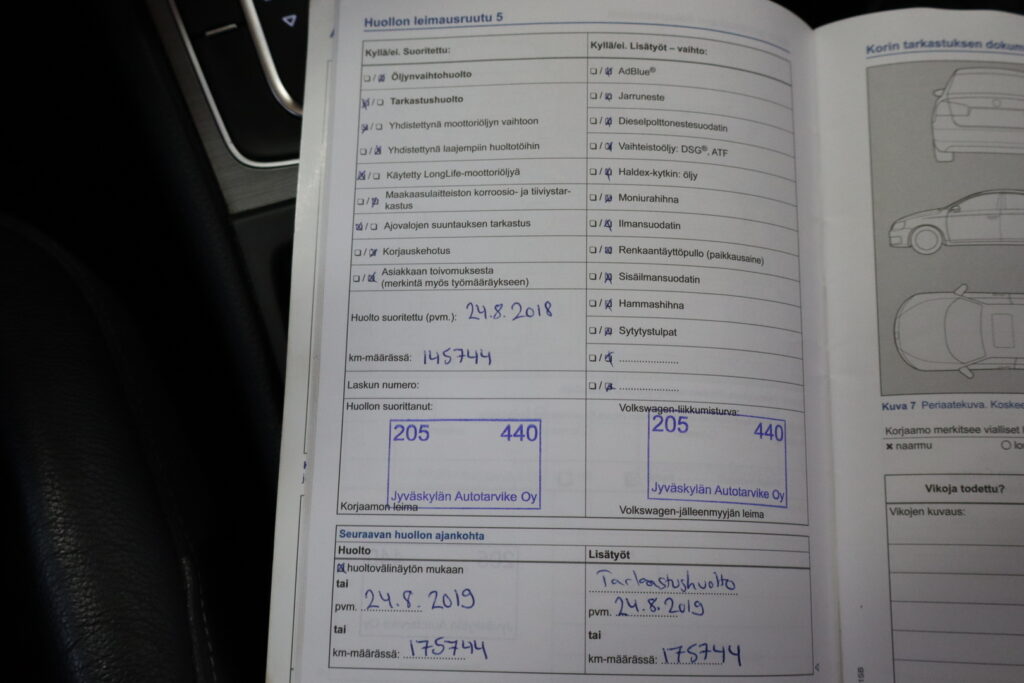 Huollon leimausruutu 5
Kyllä/ei. Suoritettu:
Öljynvaihtohuolto
Tarkastushuolto
Yhdistettynä moottoriöljyn vaihtoon
Yhdistettynä laajempiin huoltotöihin
Käytetty LongLife-moottoriöljyä
Maakaasulaitteiston korroosio- ja tiiviystar-
kastus
Ajovalojen suuntauksen tarkastus
Korjauskehotus
Asiakkaan toivomuksesta
(merkintä myös työmääräykseen)
Huolto suoritettu (pvm.): 24.8.2018
km-määrässä: 145744
Laskun numero:
Huollon suorittanut:
205 440
Jyväskylän Autotarvike Oy
Korjaamon leima
Kyllä/ei. Lisätyöt – vaihto:
AdBlue®
Jarruneste
Dieselpolttonestesuodatin
Vaihteistoöljy: DSG®, ATF
Haldex-kytkin: öljy
Moniurahihna
Ilmansuodatin
Renkaantäyttöpullo (paikkausaine)
Sisäilmansuodatin
Hammashihna
Sytytystulpat
Volkswagen-liikkumisturva:
205 440
Jyväskylän Autotarvike Oy
Volkswagen-jälleenmyyjän leima
Seuraavan huollon ajankohta
Huolto
huoltovälinäytön mukaan
tai
pvm. 24.8.2019
tai
km-määrässä: 175744
Lisätyöt
Tarkastushuolto
pvm. 24.8.2019
tai
km-määrässä: 175744
Korin tarkastuksen
Kuva 7 Periaatekuva.
Korjaamo merkitsee vialliset
naarmu
Vikoja todettu?
Vikojen kuvaus: